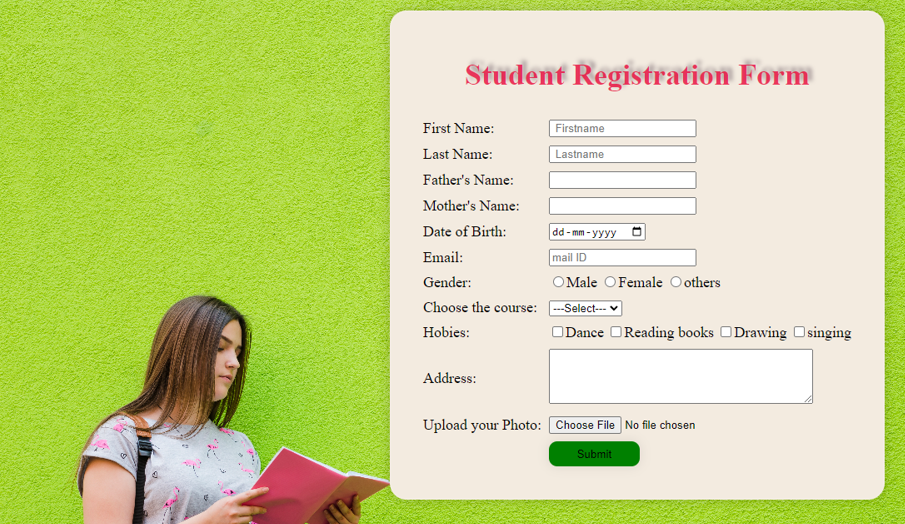 Student Registration Form
First Name: Firstname
Last Name: Lastname
Father's Name:
Mother's Name:
Date of Birth: dd-mm-yyyy
Email: mail ID
Gender: Male Female others
Choose the course: ---Select---
Hobies: Dance Reading books Drawing singing
Address:
Upload your Photo: Choose File No file chosen
Submit